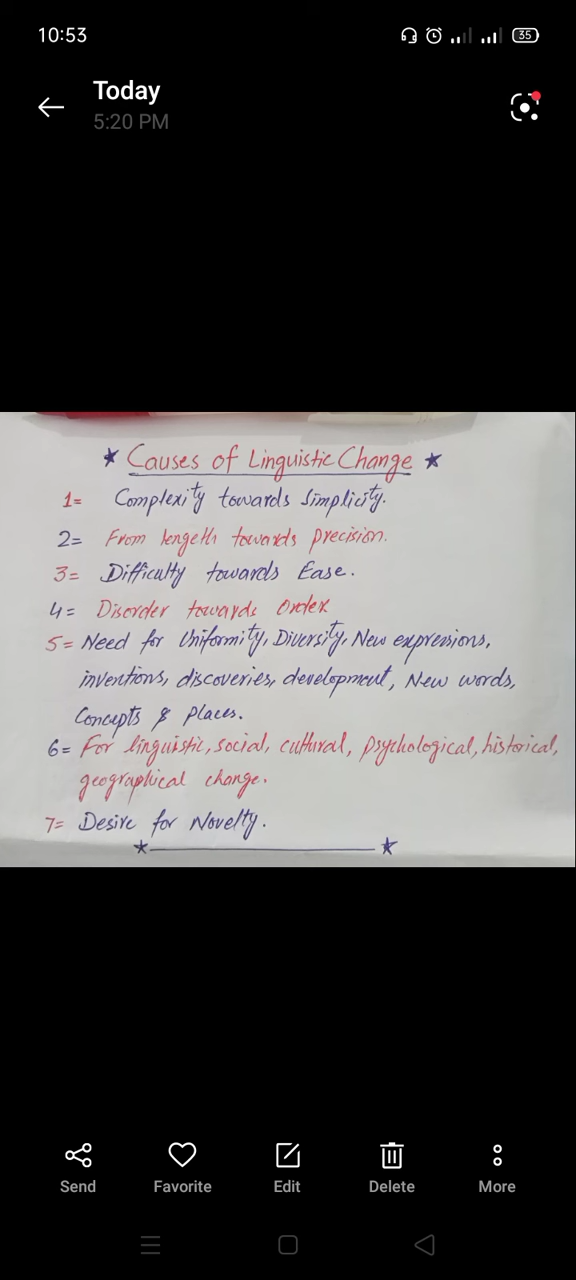 10:53
35
Today
5:20 PM
★ Causes of Linguistic Change ★
1= Complexity towards Simplicity.
2= From lengeth towards precision.
3= Difficulty towards Ease.
4= Disorder towards Order
5= Need for Uniformity, Diversity, New expressions,
inventions, discoveries, development, New words,
Concepts & Places.
6= For linguistic, social, cultural, psychological, historical,
geographical change.
7= Desire for Novelty.
Send Favorite Edit Delete More